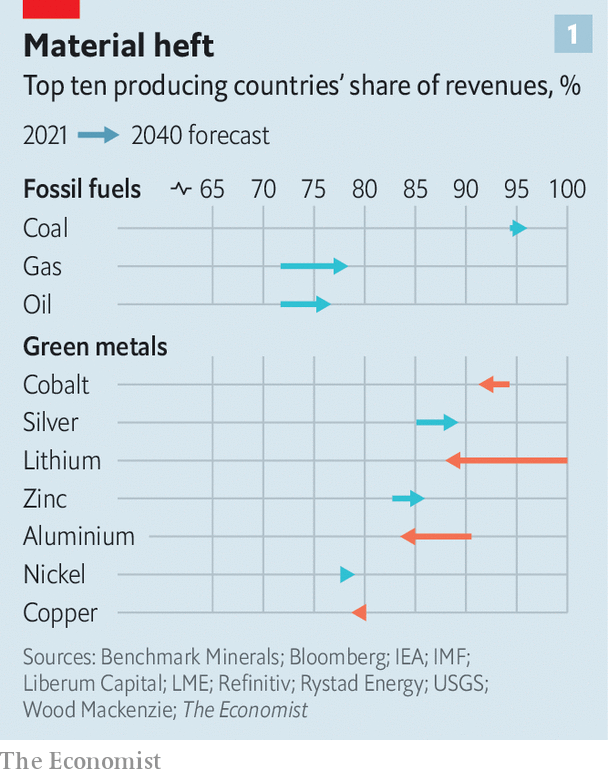 1
Material heft
Top ten producing countries’ share of revenues, %
2021 2040 forecast
Fossil fuels 65 70 75 80 85 90 95 100
Coal
Gas
Oil
Green metals
Cobalt
Silver
Lithium
Zinc
Aluminium
Nickel
Copper
Sources: Benchmark Minerals; Bloomberg; IEA; IMF;
Liberum Capital; LME; Refinitiv; Rystad Energy; USGS;
Wood Mackenzie; The Economist
The Economist